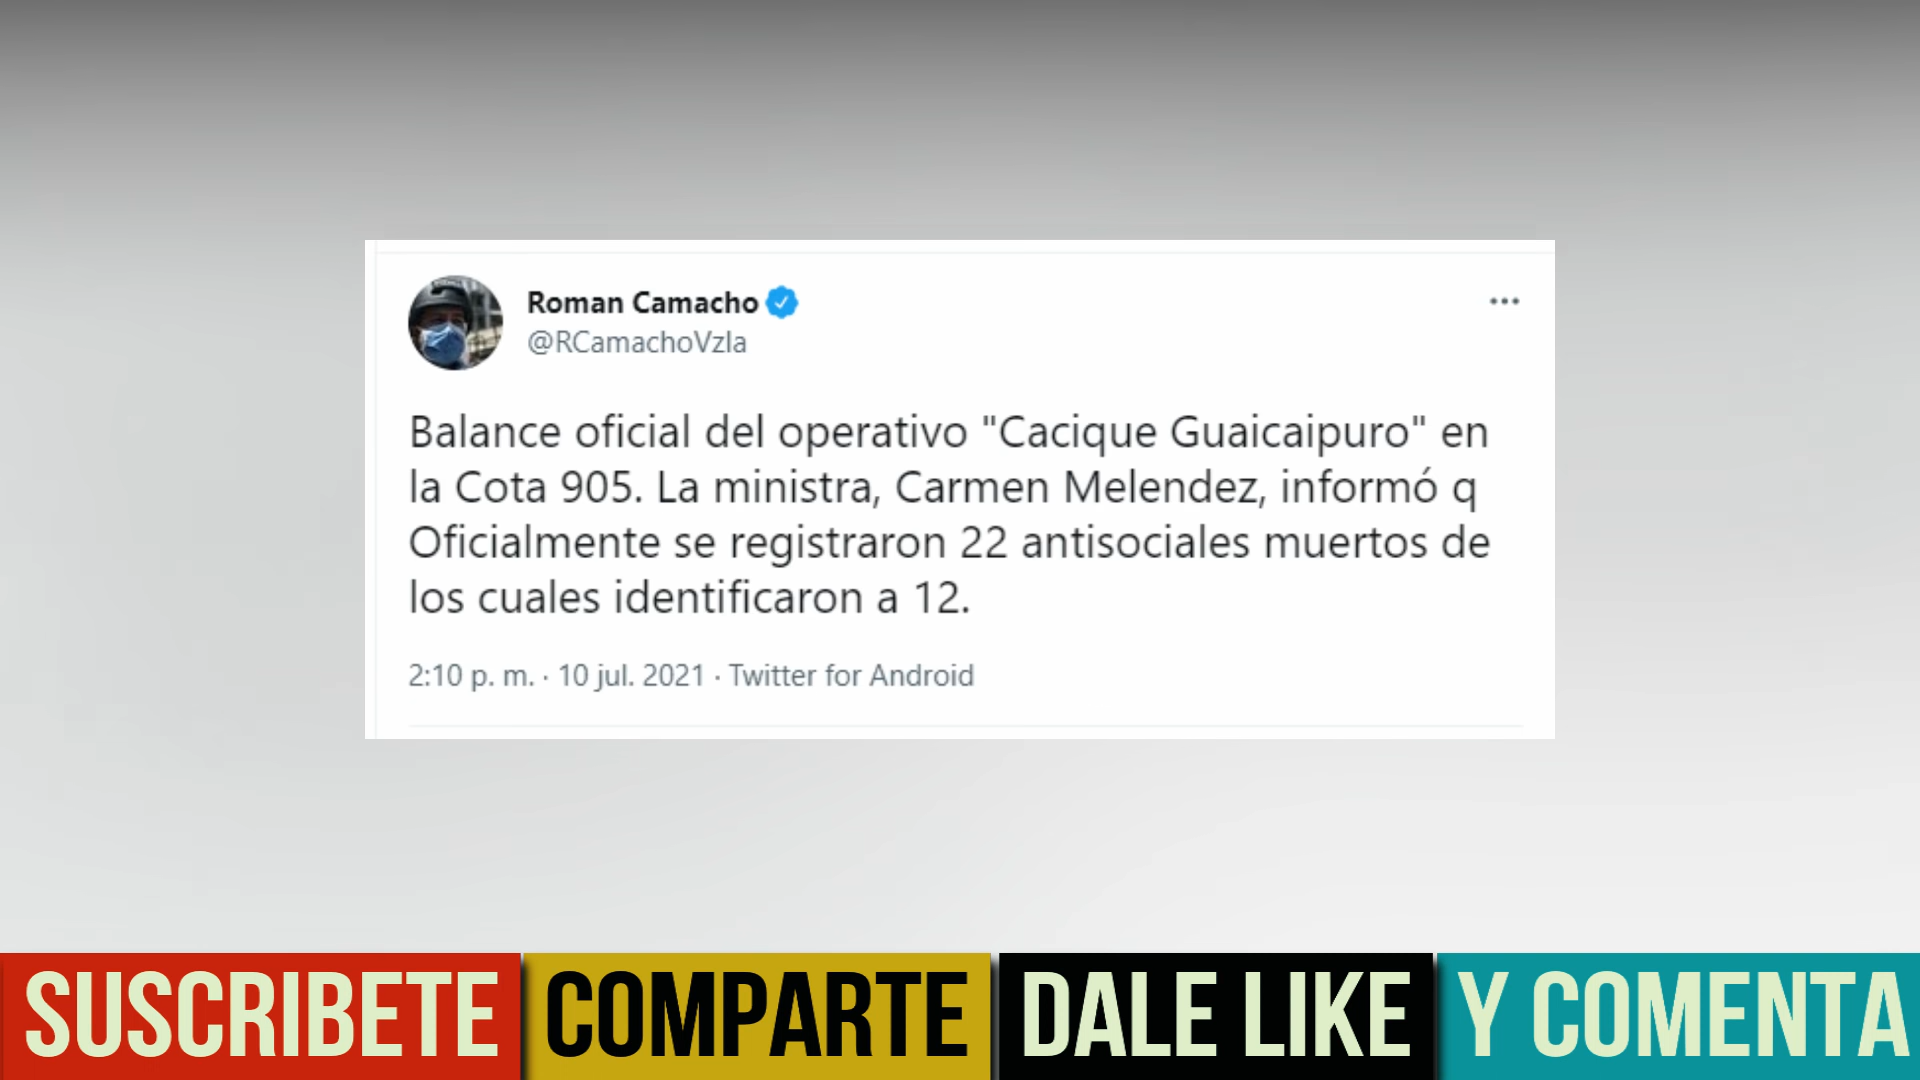 Roman Camacho
@RCamachoVzla
Balance oficial del operativo "Cacique Guaicaipuro" en
la Cota 905. La ministra, Carmen Melendez, informó q
Oficialmente se registraron 22 antisociales muertos de
los cuales identificaron a 12.
2:10 p. m. · 10 jul. 2021 · Twitter for Android
SUSCRIBETE COMPARTE DALE LIKE Y COMENTA